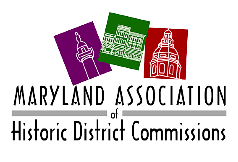 MARYLAND ASSOCIATION
of
Historic District Commissions